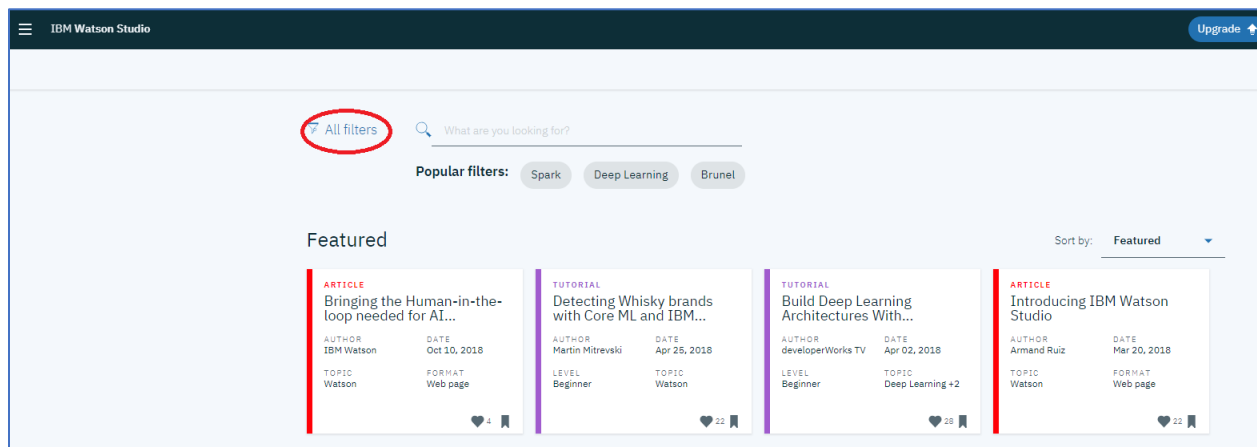 IBM Watson Studio
Upgrade
All filters
What are you looking for?
Popular filters: Spark Deep Learning Brunel
Featured
Sort by: Featured
ARTICLE
Bringing the Human-in-the-
loop needed for AI...
AUTHOR DATE
IBM Watson Oct 10, 2018
TOPIC FORMAT
Watson Web page
4
TUTORIAL
Detecting Whisky brands
with Core ML and IBM...
AUTHOR DATE
Martin Mitrevski Apr 25, 2018
LEVEL TOPIC
Beginner Watson
22
TUTORIAL
Build Deep Learning
Architectures With...
AUTHOR DATE
developerWorks TV Apr 02, 2018
LEVEL TOPIC
Beginner Deep Learning +2
28
ARTICLE
Introducing IBM Watson
Studio
AUTHOR DATE
Armand Ruiz Mar 20, 2018
TOPIC FORMAT
Watson Web page
22